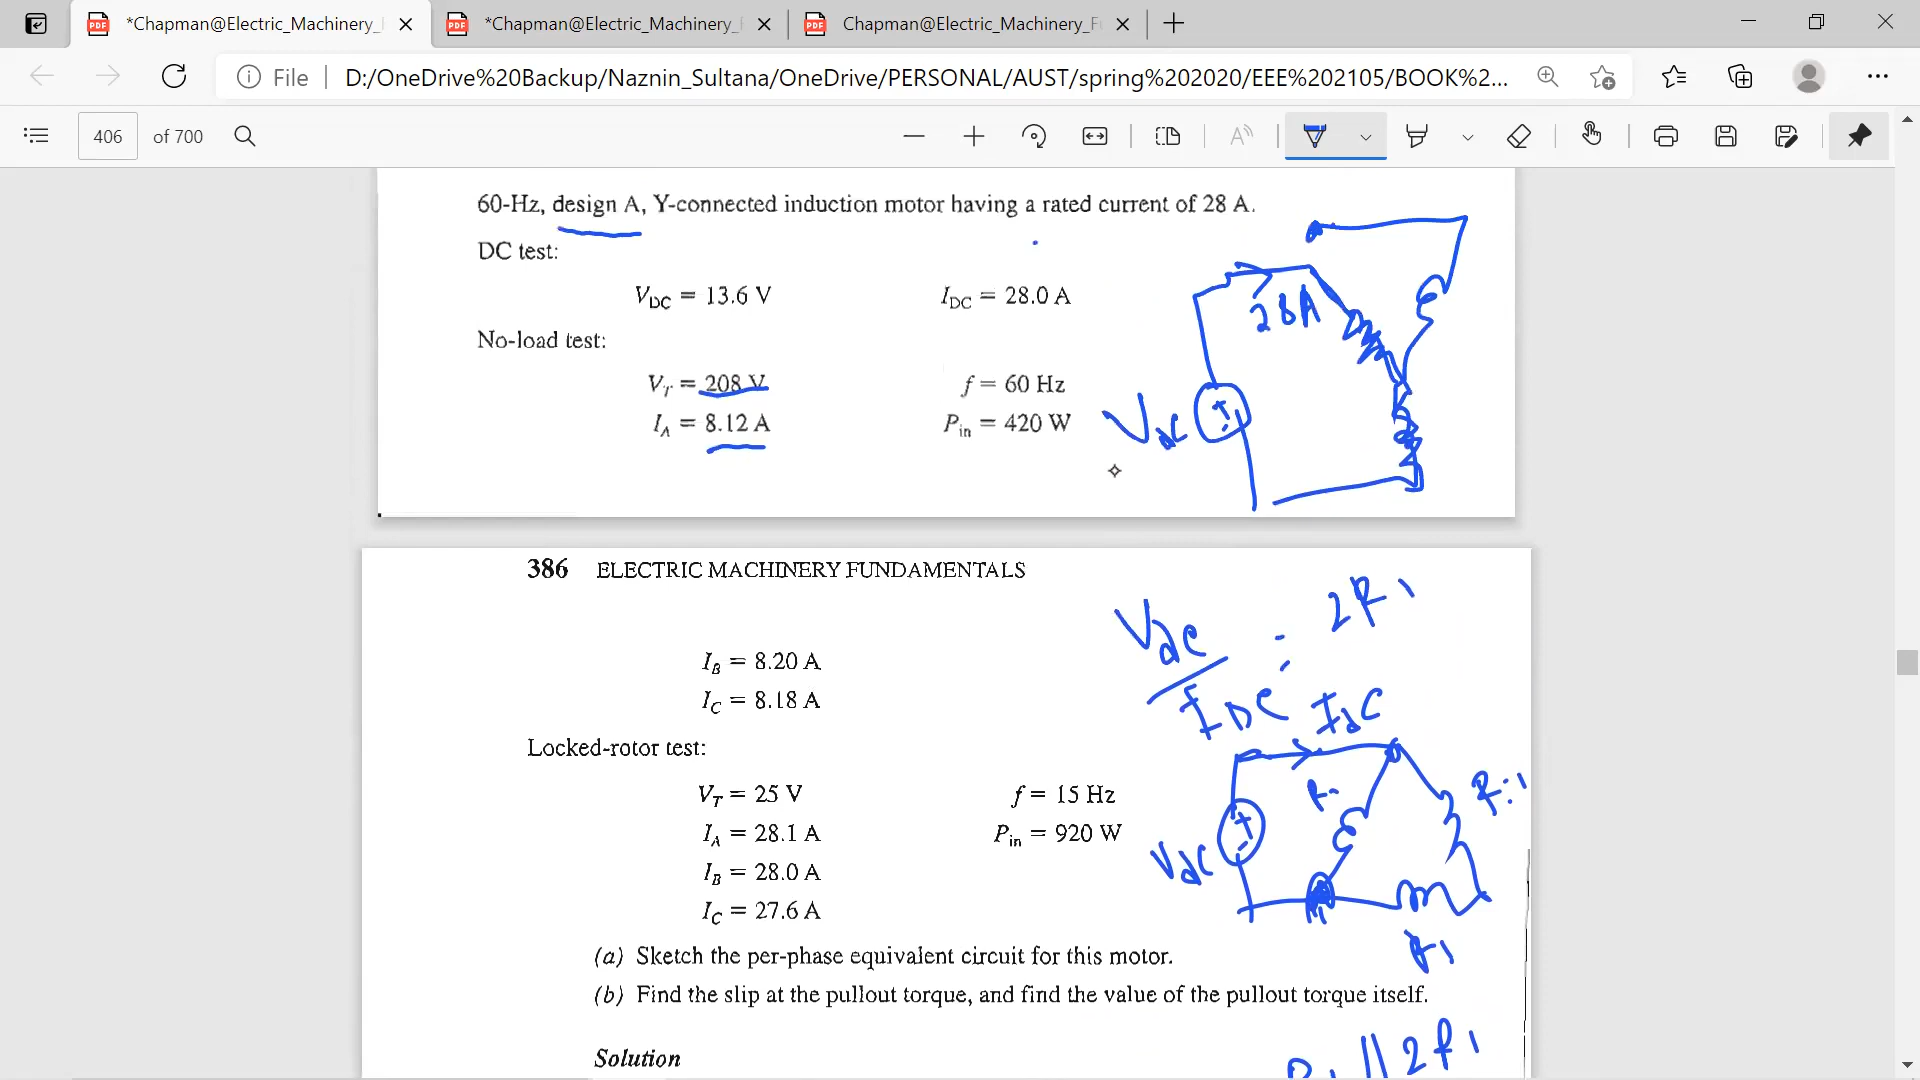 *Chapman@Electric_Machinery_
*Chapman@Electric_Machinery_F
Chapman@Electric_Machinery_F
File | D:/OneDrive%20Backup/Naznin_Sultana/OneDrive/PERSONAL/AUST/spring%202020/EEE%202105/BOOK%2...
406 of 700
60-Hz, design A, Y-connected induction motor having a rated current of 28 A.
DC test:
V_DC = 13.6 V I_DC = 28.0 A
28A
No-load test:
V_T = 208 V f = 60 Hz
I_A = 8.12 A P_in = 420 W
Vdc
386 ELECTRIC MACHINERY FUNDAMENTALS
Vdc / IDC = 2R1
I_B = 8.20 A
I_C = 8.18 A
Idc
Locked-rotor test:
V_T = 25 V f = 15 Hz
I_A = 28.1 A P_in = 920 W
I_B = 28.0 A
I_C = 27.6 A
Vdc
R1
(a) Sketch the per-phase equivalent circuit for this motor.
(b) Find the slip at the pullout torque, and find the value of the pullout torque itself.
Solution
R1 || 2R1